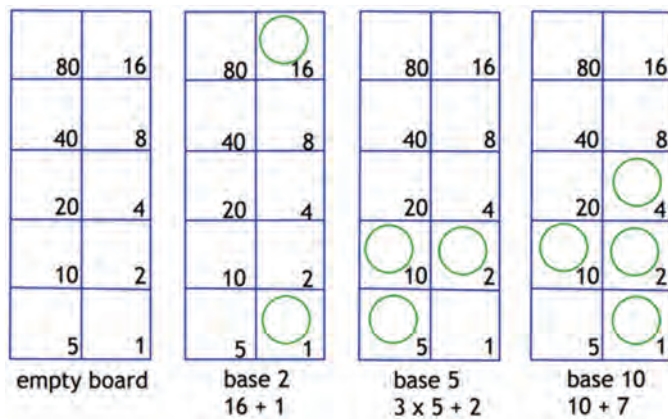 80 16 80 16 80 16 80 16
40 8 40 8 40 8 40 8
20 4 20 4 20 4 20 4
10 2 10 2 10 2 10 2
5 1 5 1 5 1 5 1
empty board base 2 base 5 base 10
16 + 1 3 x 5 + 2 10 + 7